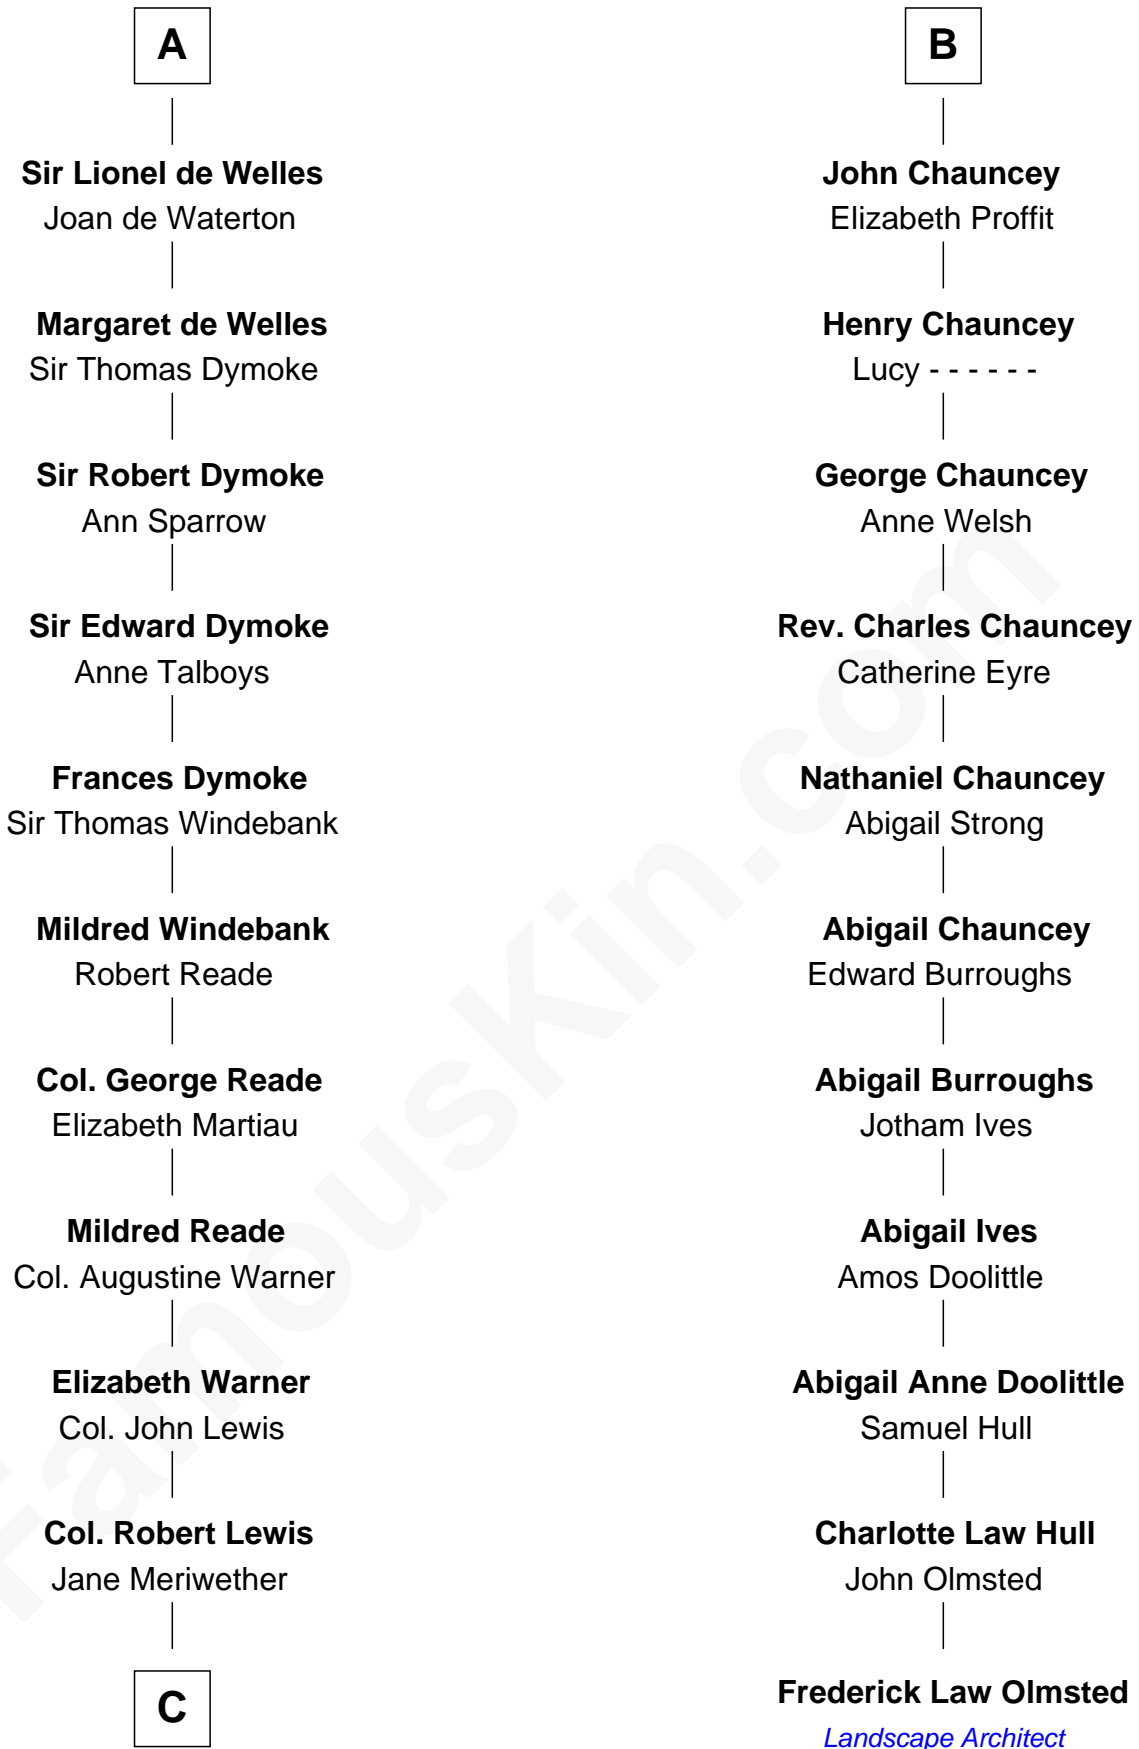 A
Sir Lionel de Welles
Joan de Waterton
Margaret de Welles
Sir Thomas Dymoke
Sir Robert Dymoke
Ann Sparrow
Sir Edward Dymoke
Anne Talboys
Frances Dymoke
Sir Thomas Windebank
Mildred Windebank
Robert Reade
Col. George Reade
Elizabeth Martiau
Mildred Reade
Col. Augustine Warner
Elizabeth Warner
Col. John Lewis
Col. Robert Lewis
Jane Meriwether
C
B
John Chauncey
Elizabeth Proffit
Henry Chauncey
Lucy - - - - - -
George Chauncey
Anne Welsh
Rev. Charles Chauncey
Catherine Eyre
Nathaniel Chauncey
Abigail Strong
Abigail Chauncey
Edward Burroughs
Abigail Burroughs
Jotham Ives
Abigail Ives
Amos Doolittle
Abigail Anne Doolittle
Samuel Hull
Charlotte Law Hull
John Olmsted
Frederick Law Olmsted
Landscape Architect
FamousKin.com